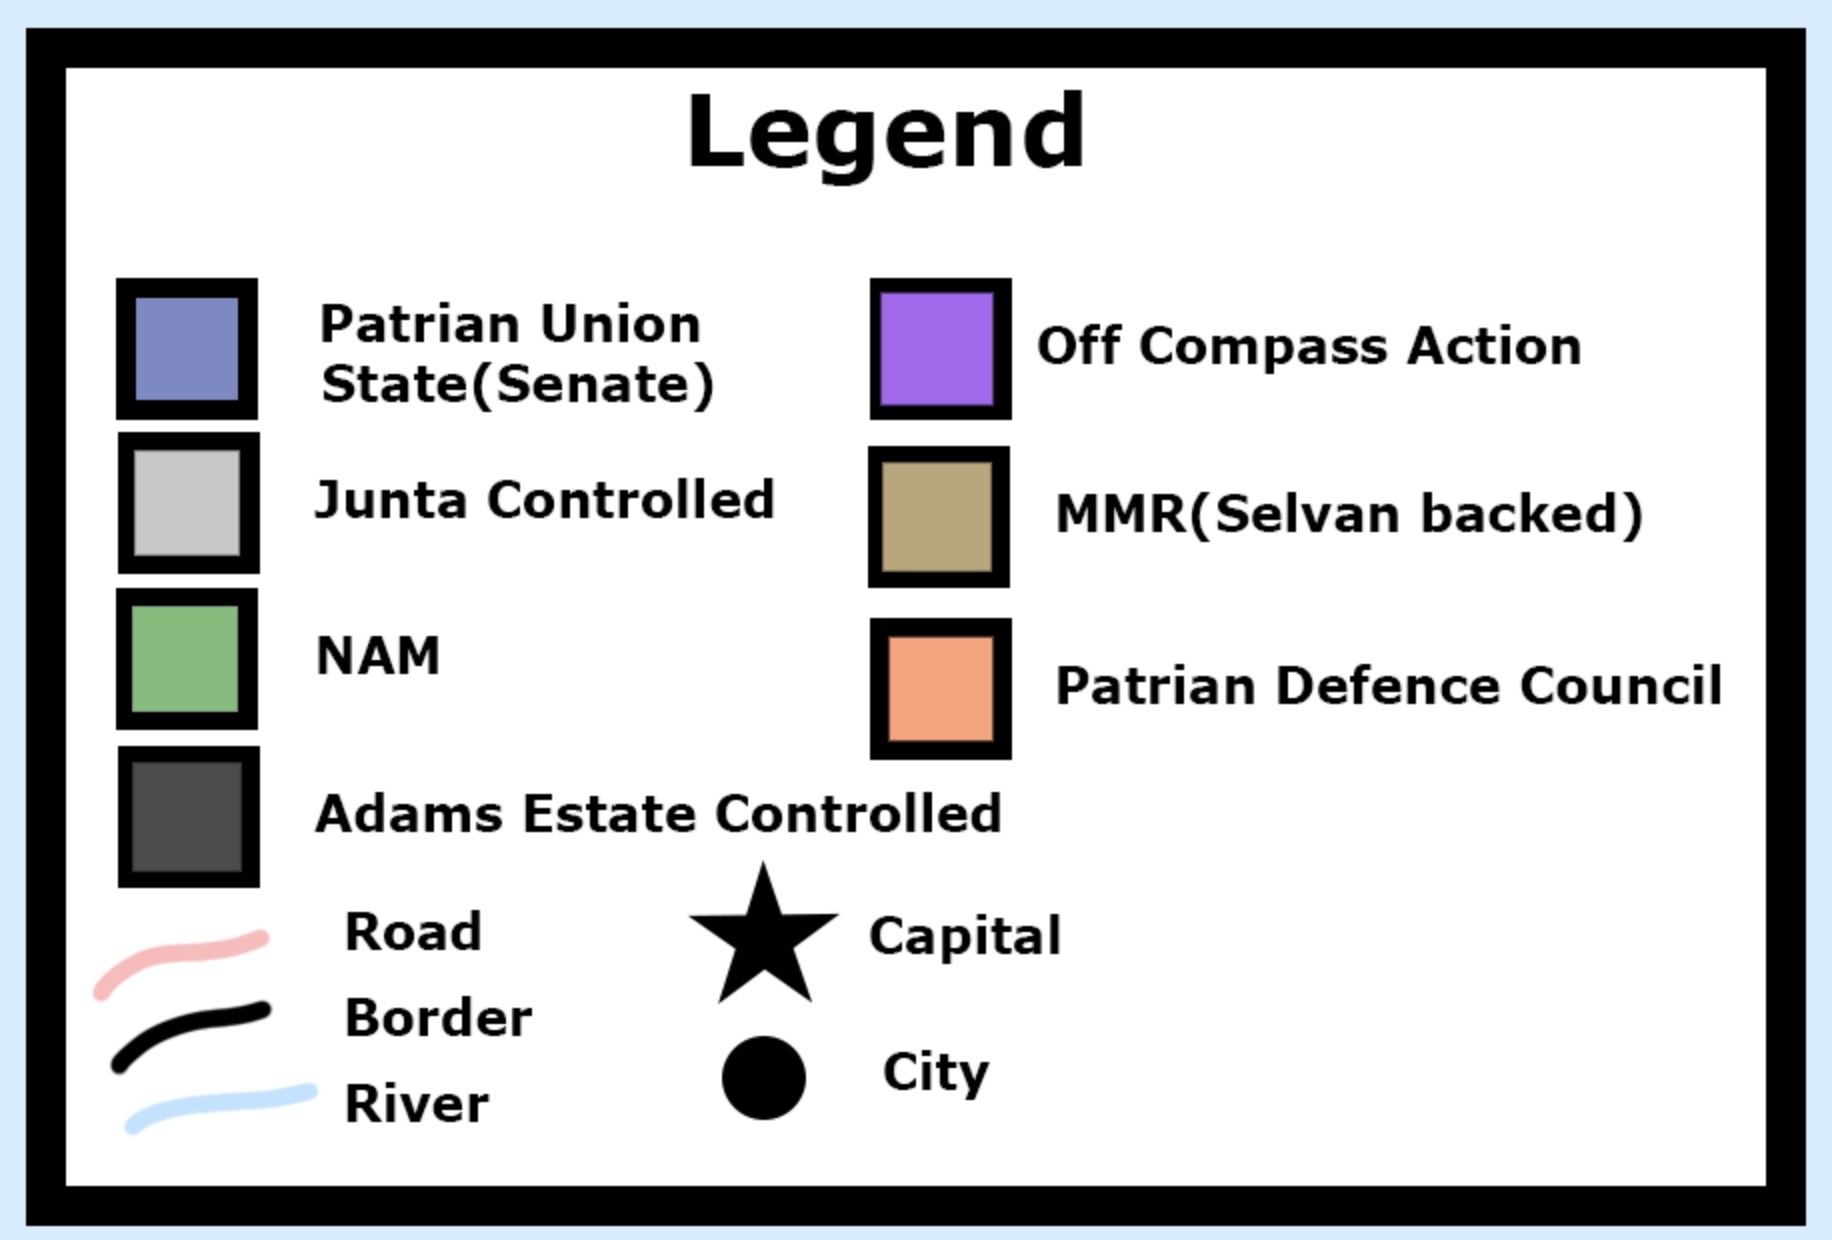 Legend
Patrian Union
State(Senate)
Junta Controlled
NAM
Adams Estate Controlled
Off Compass Action
MMR(Selvan backed)
Patrian Defence Council
Road
Border
River
Capital
City